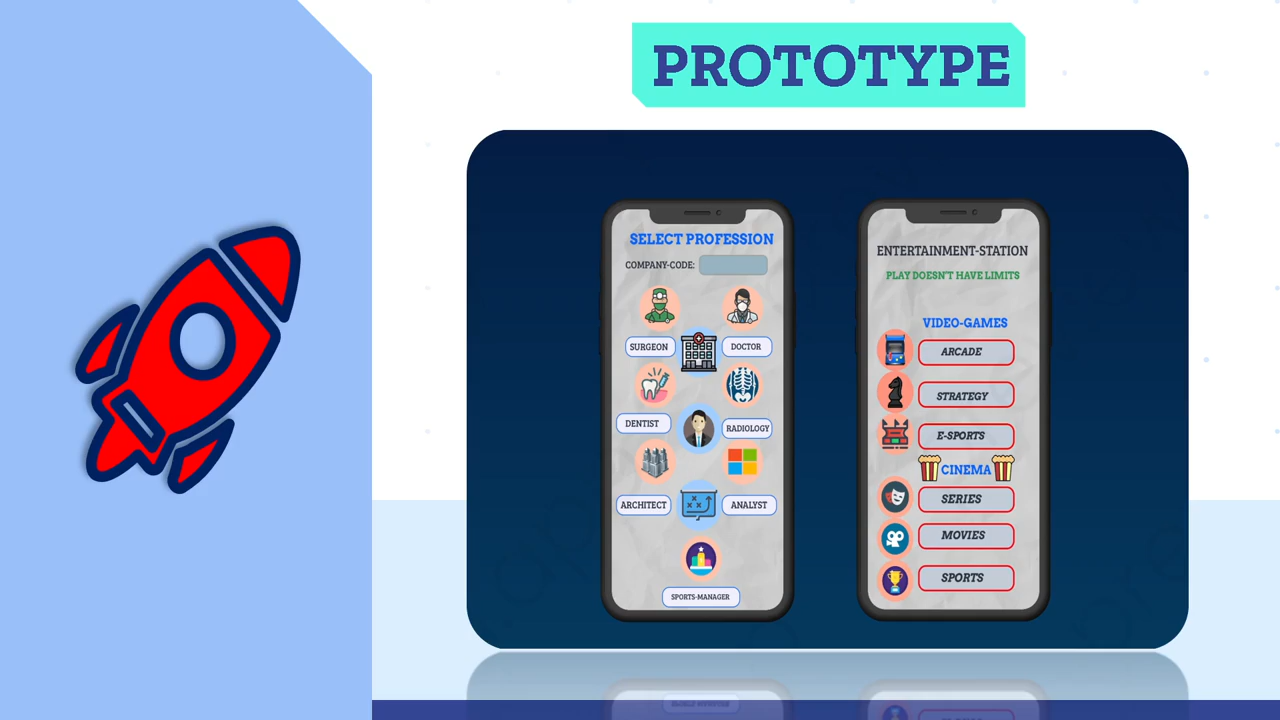 PROTOTYPE
SELECT PROFESSION
COMPANY-CODE:
SURGEON
DOCTOR
DENTIST
RADIOLOGY
ARCHITECT
ANALYST
SPORTS-MANAGER
ENTERTAINMENT-STATION
PLAY DOESN'T HAVE LIMITS
VIDEO-GAMES
ARCADE
STRATEGY
E-SPORTS
CINEMA
SERIES
MOVIES
SPORTS